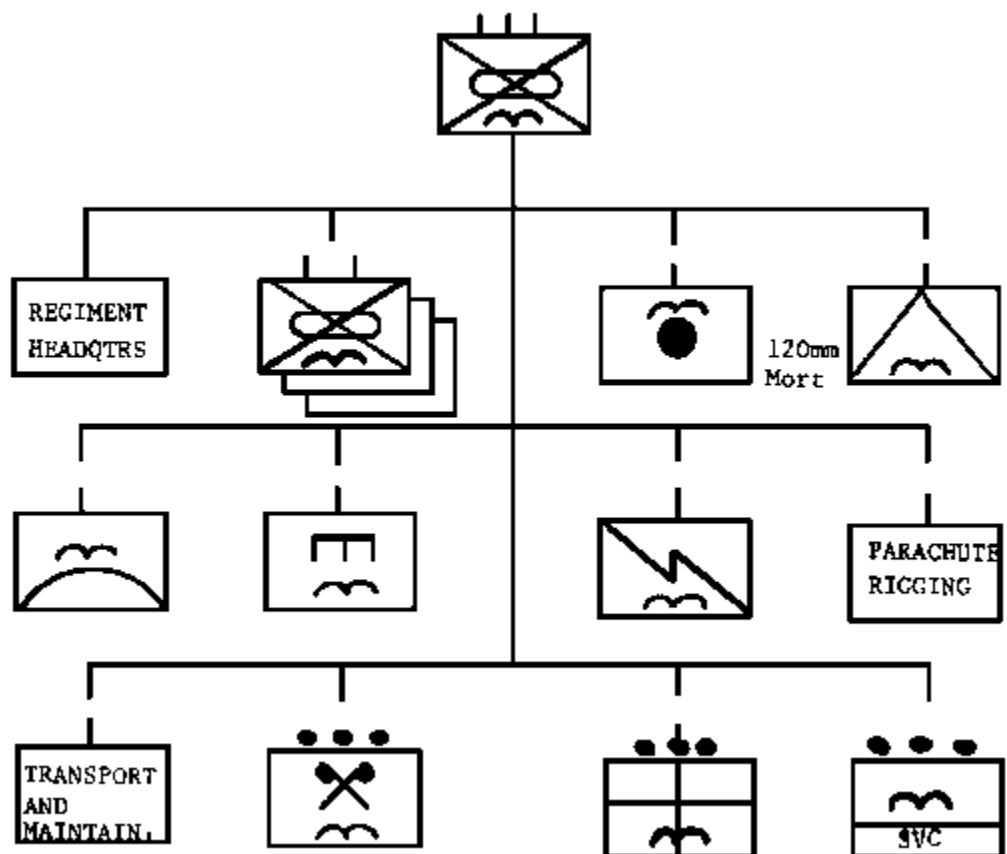 REGIMENT
HEADQTRS
120mm
Mort
PARACHUTE
RIGGING
TRANSPORT
AND
MAINTAIN.
SVC